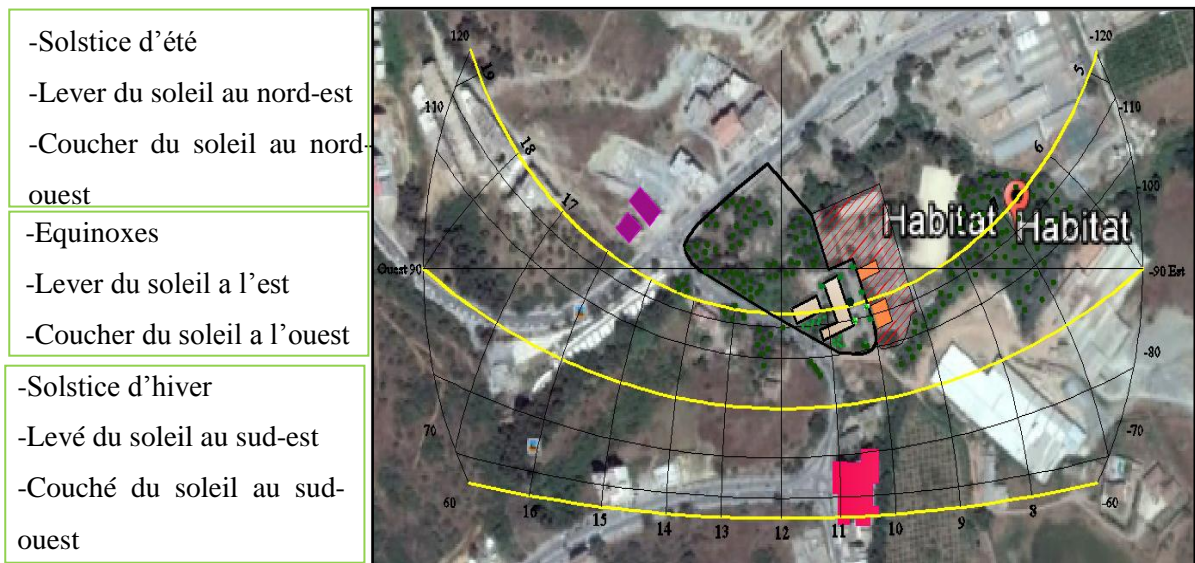 -Solstice d’été
-Lever du soleil au nord-est
-Coucher du soleil au nord-
ouest
-Equinoxes
-Lever du soleil a l’est
-Coucher du soleil a l’ouest
-Solstice d’hiver
-Levé du soleil au sud-est
-Couché du soleil au sud-
ouest
120
-120
19
5
110
-110
18
6
-100
17
Habitat
Habitat
Ouest 90
-90 Est
-80
70
-70
60
-60
16
15
14
13
12
11
10
9
8